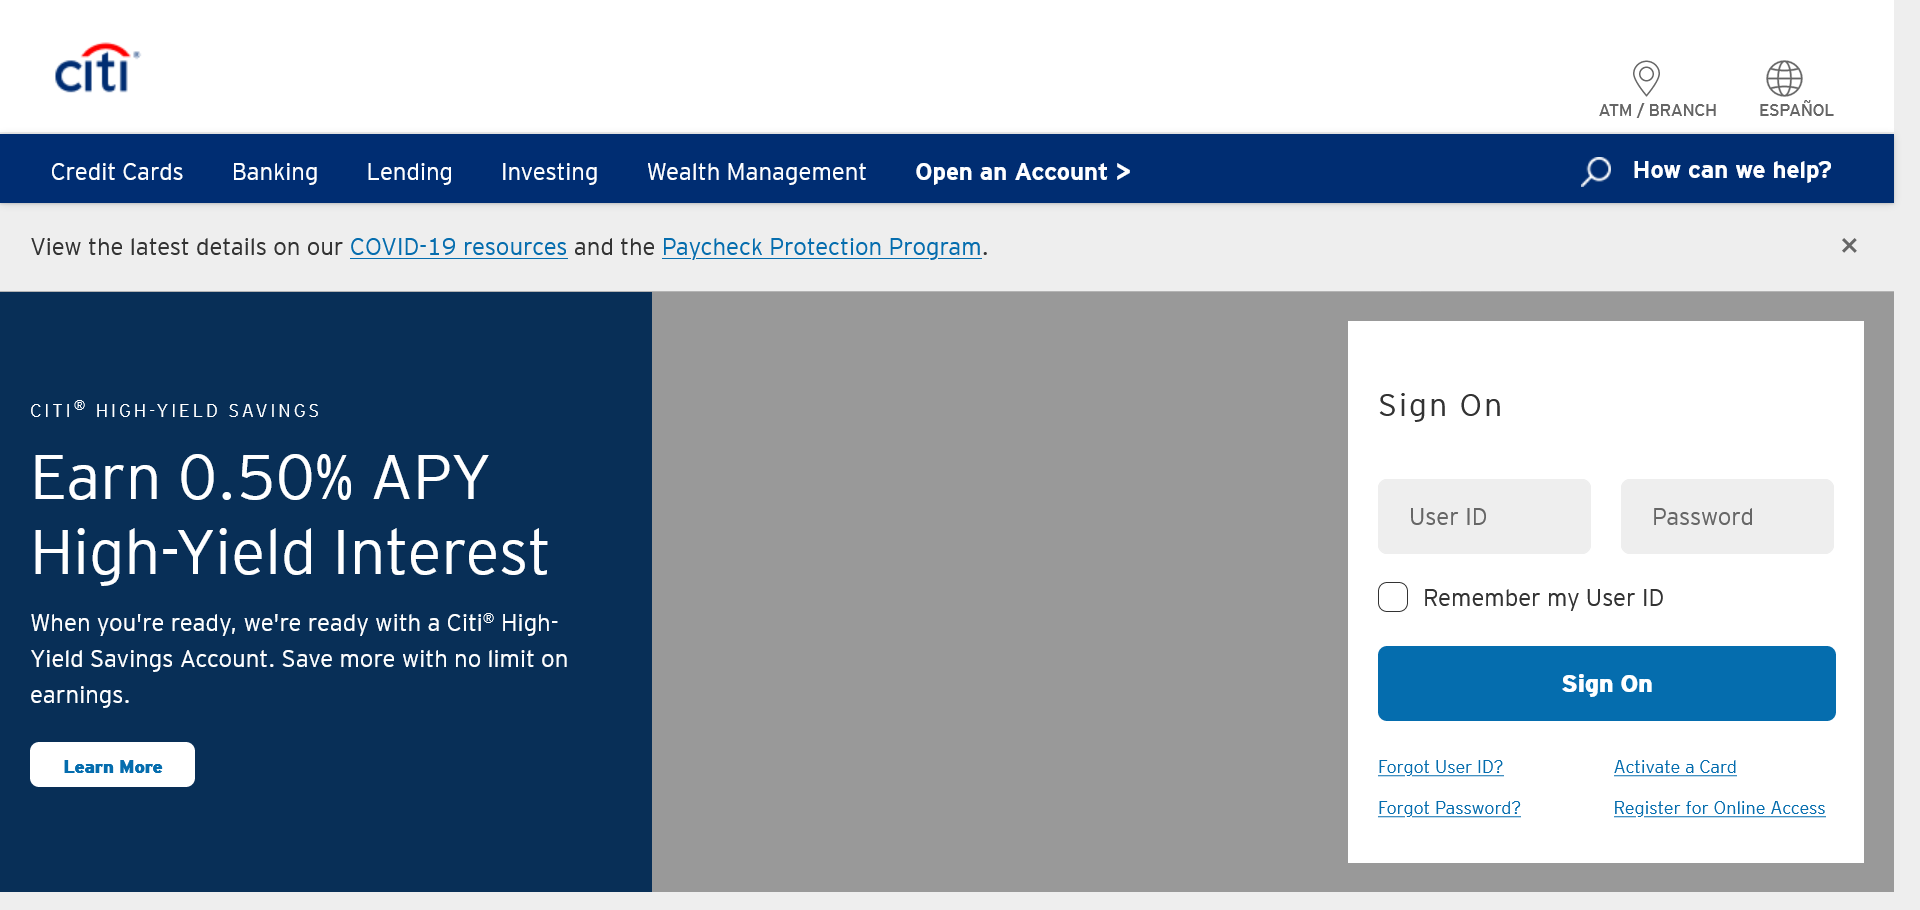 citi®
ATM / BRANCH
ESPAÑOL
Credit Cards
Banking
Lending
Investing
Wealth Management
Open an Account >
How can we help?
View the latest details on our COVID-19 resources and the Paycheck Protection Program.
×
CITI® HIGH-YIELD SAVINGS
Earn 0.50% APY
High-Yield Interest
When you're ready, we're ready with a Citi® High-
Yield Savings Account. Save more with no limit on
earnings.
Learn More
Sign On
User ID
Password
Remember my User ID
Sign On
Forgot User ID?
Activate a Card
Forgot Password?
Register for Online Access